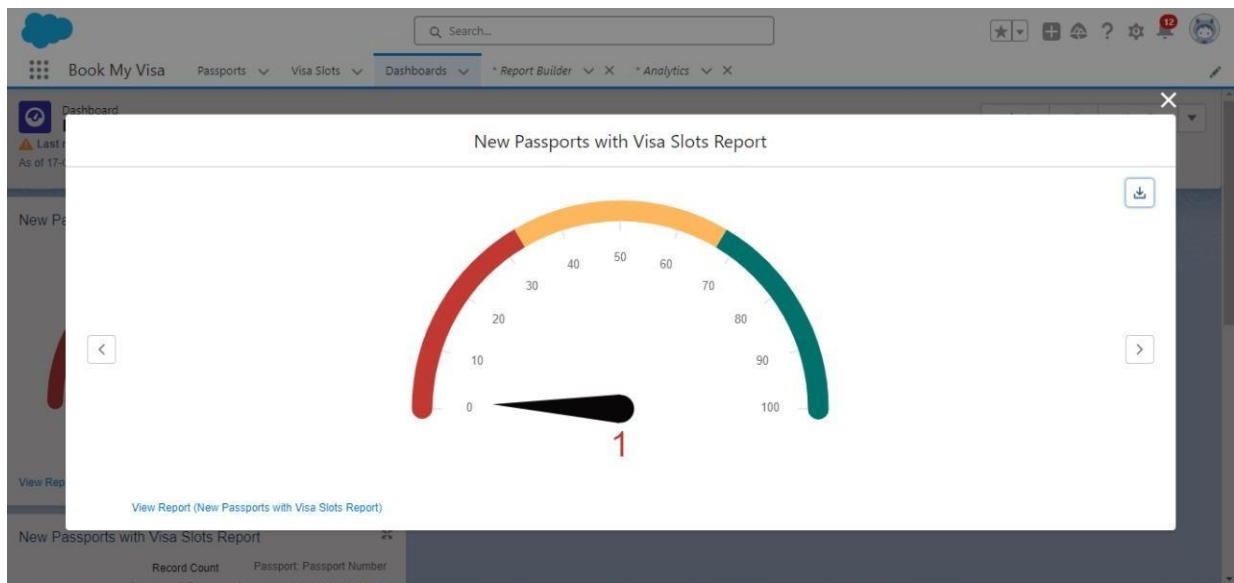 Search...
12
Book My Visa Passports Visa Slots Dashboards * Report Builder * Analytics
Dashboard
Last
As of 17-
New Passports with Visa Slots Report
New Pa
50
40 60
30 70
20 80
10 90
0 100
1
View Rep
View Report (New Passports with Visa Slots Report)
New Passports with Visa Slots Report
Record Count Passport: Passport Number